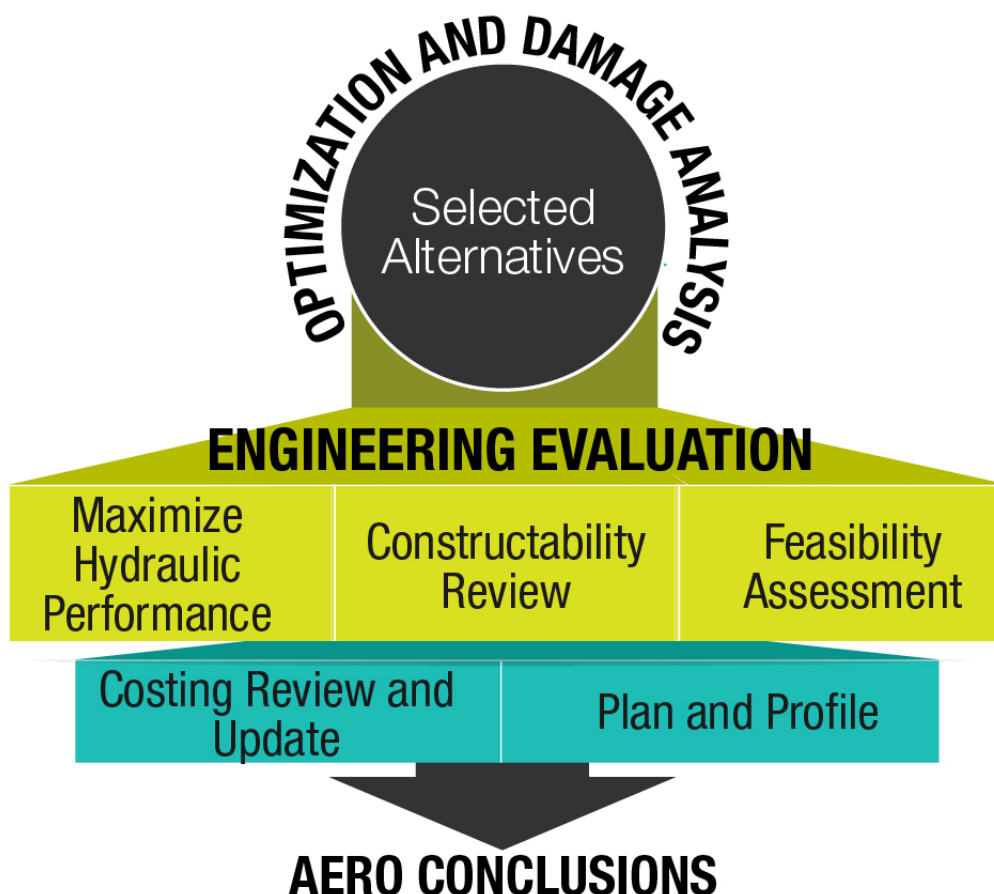 OPTIMIZATION AND DAMAGE ANALYSIS
Selected
Alternatives
ENGINEERING EVALUATION
Maximize
Hydraulic
Performance
Constructability
Review
Feasibility
Assessment
Costing Review and
Update
Plan and Profile
AERO CONCLUSIONS